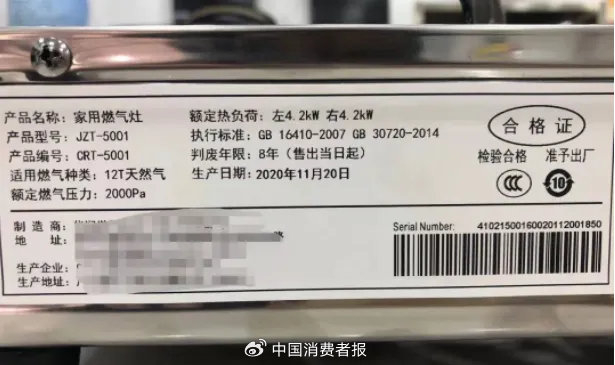 产品名称：家用燃气灶
产品型号：JZT-5001
产品编号：CRT-5001
适用燃气种类：12T天然气
额定燃气压力：2000Pa
额定热负荷：左4.2kW 右4.2kW
执行标准：GB 16410-2007 GB 30720-2014
判废年限：8年（售出当日起）
生产日期：2020年11月20日
合格证
检验合格 准予出厂
CCC 10
制造商：
地 址： 路
生产企业：
生产地址：
Serial Number: 41021500160020112001850
中国消费者报